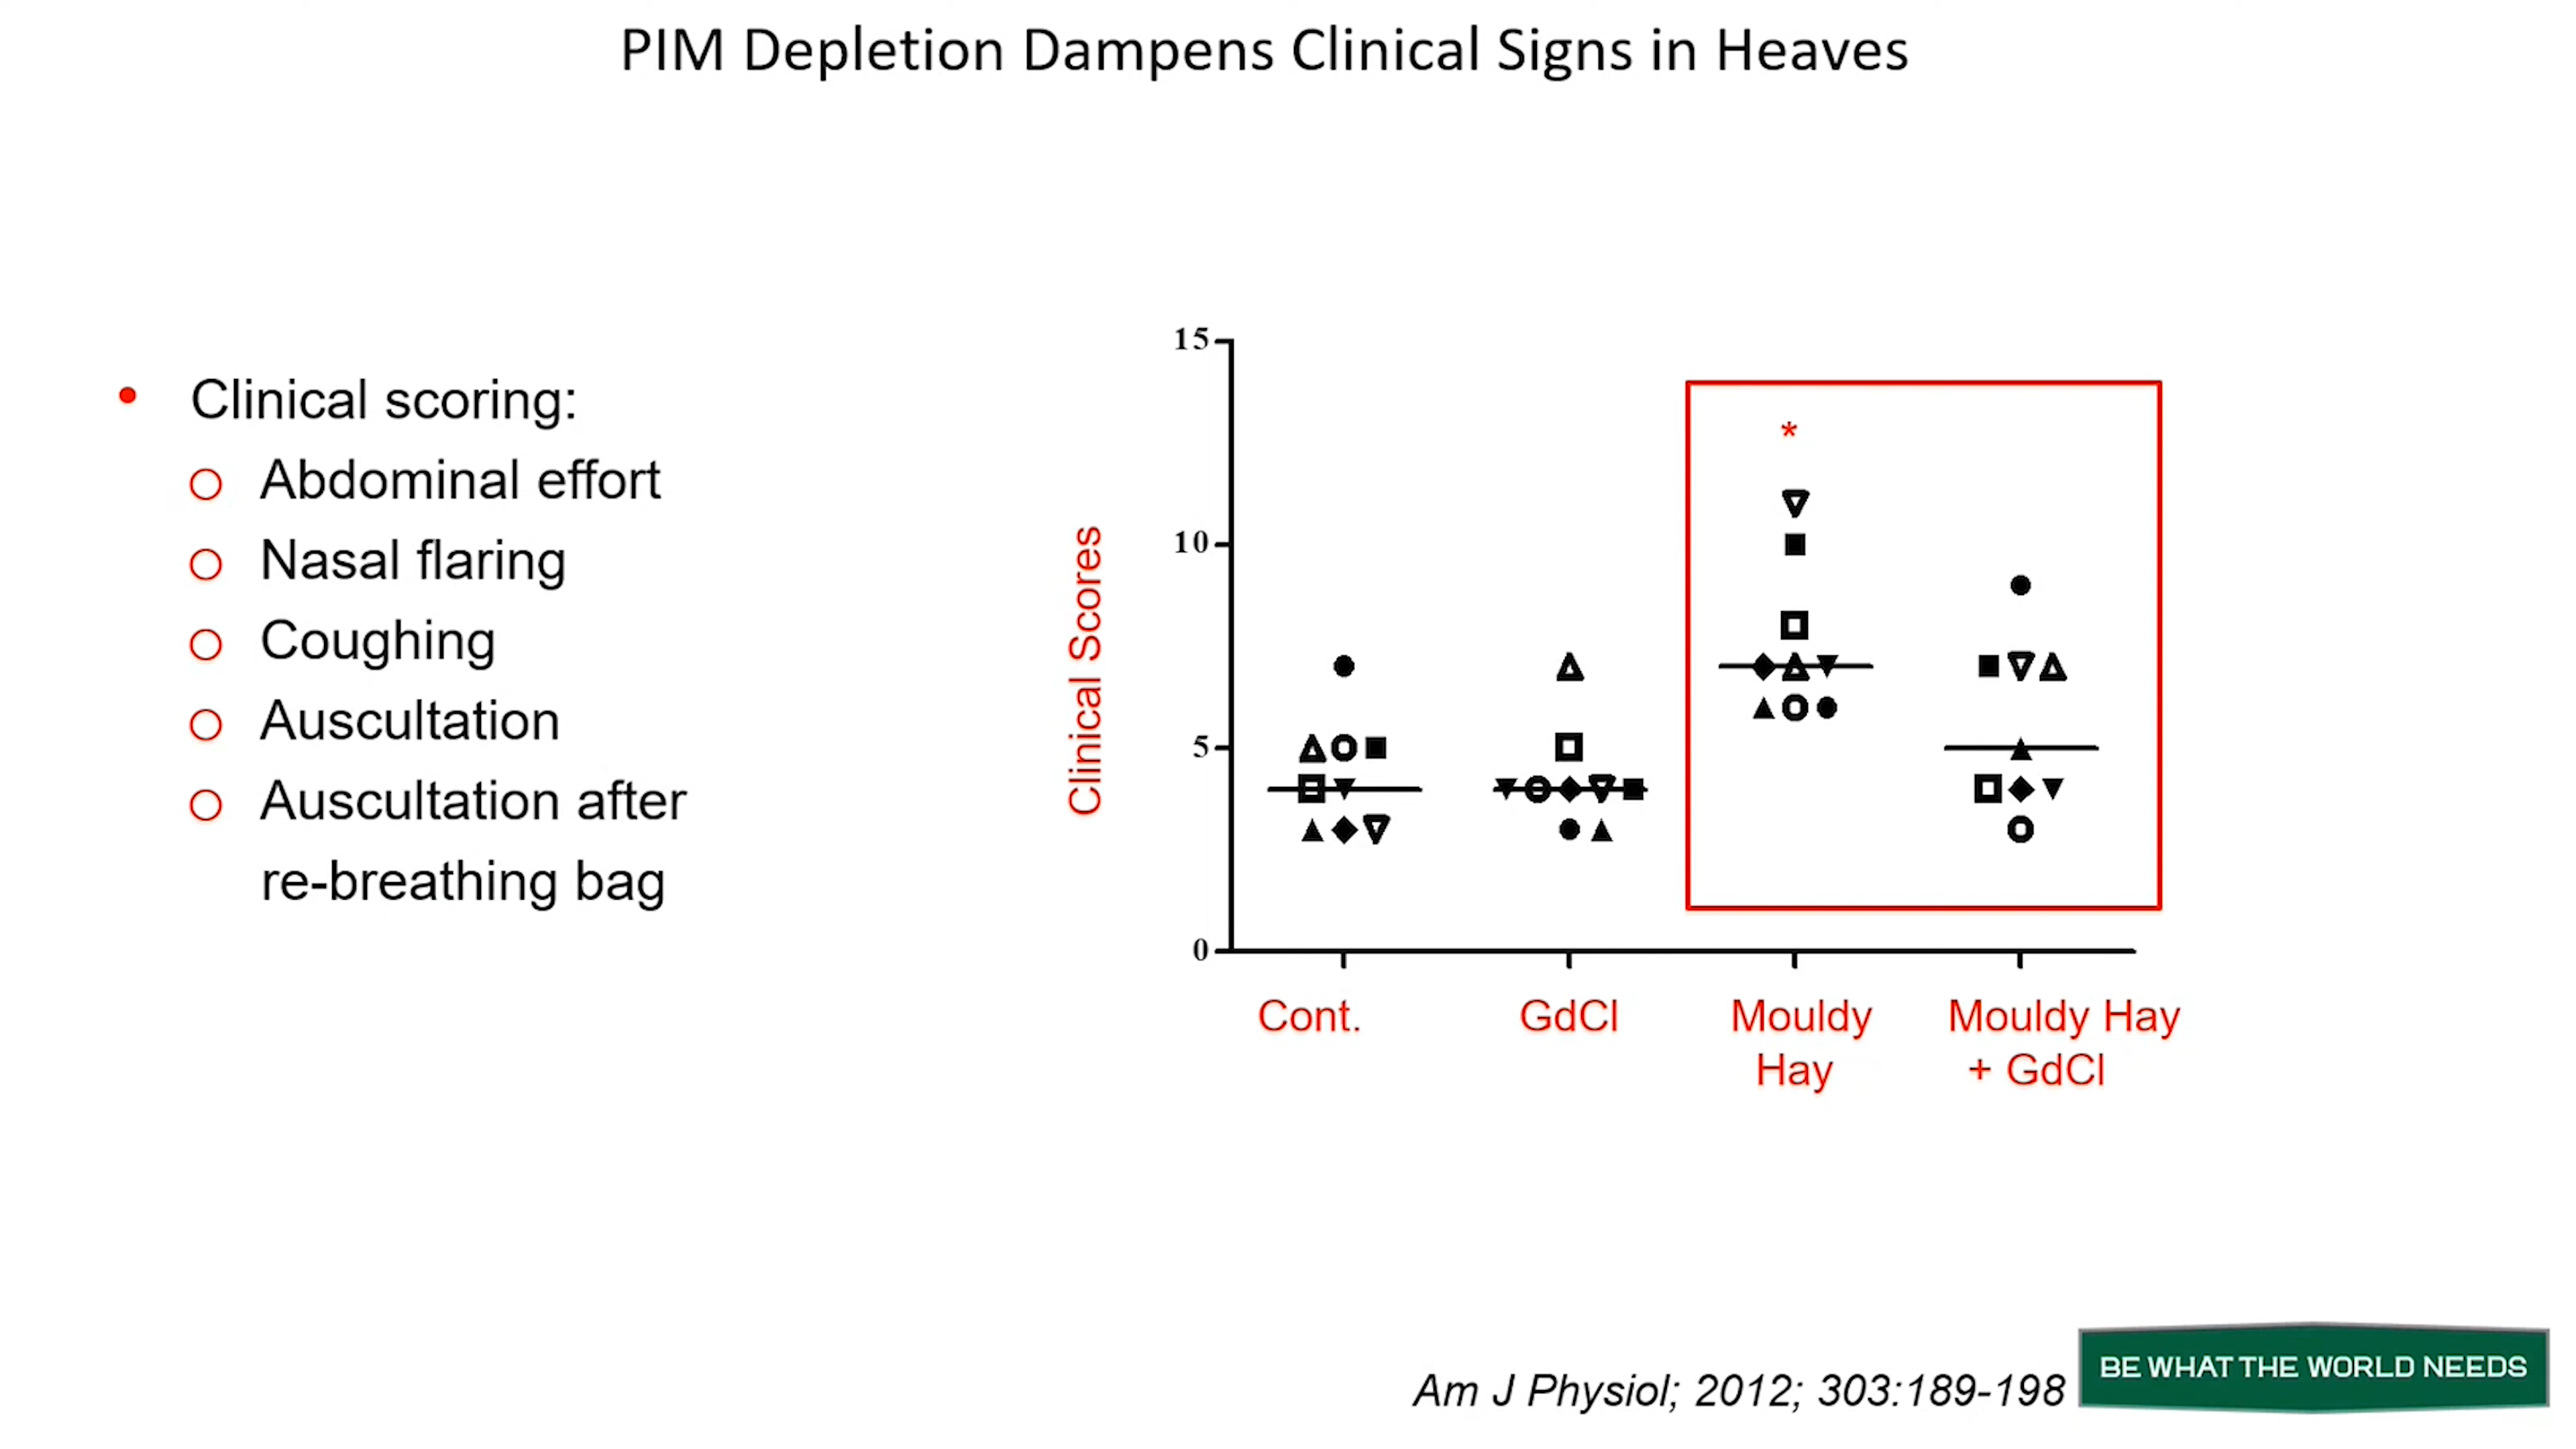 PIM Depletion Dampens Clinical Signs in Heaves
• Clinical scoring:
○ Abdominal effort
○ Nasal flaring
○ Coughing
○ Auscultation
○ Auscultation after
re-breathing bag
Clinical Scores
15
10
5
0
*
Cont.
GdCl
Mouldy
Hay
Mouldy Hay
+ GdCl
Am J Physiol; 2012; 303:189-198
BE WHAT THE WORLD NEEDS